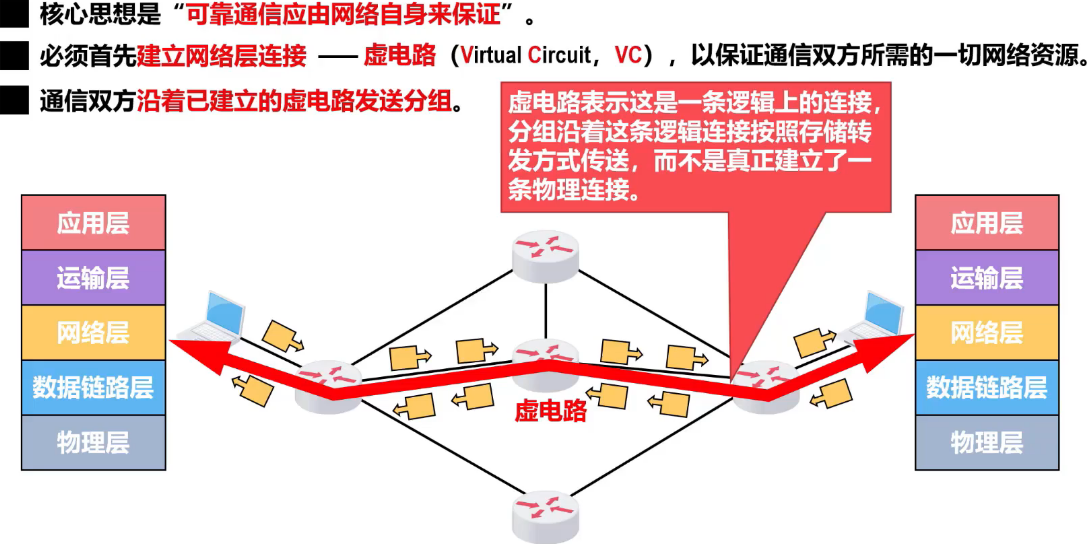 核心思想是“可靠通信应由网络自身来保证”。
必须首先建立网络层连接 —— 虚电路（Virtual Circuit，VC），以保证通信双方所需的一切网络资源。
通信双方沿着已建立的虚电路发送分组。
虚电路表示这是一条逻辑上的连接，
分组沿着这条逻辑连接按照存储转
发方式传送，而不是真正建立了一
条物理连接。
应用层
运输层
网络层
数据链路层
物理层
虚电路
应用层
运输层
网络层
数据链路层
物理层